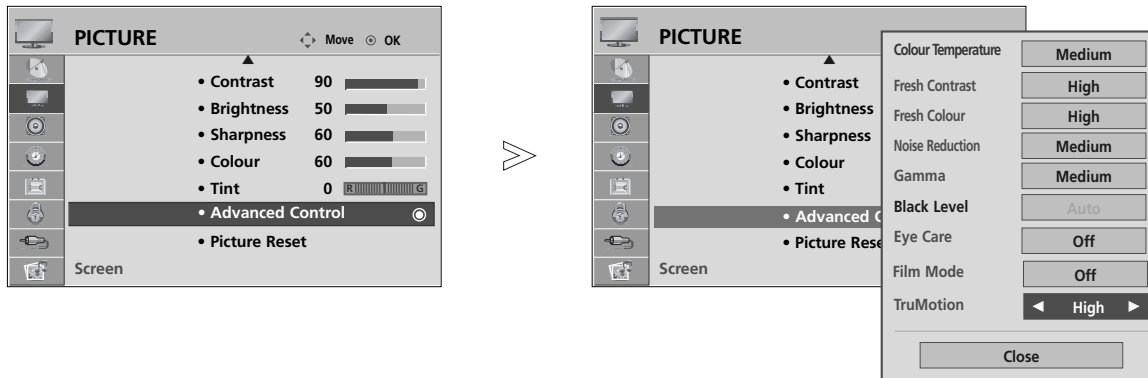 PICTURE
Move OK
• Contrast 90
• Brightness 50
• Sharpness 60
• Colour 60
• Tint 0 R G
• Advanced Control
• Picture Reset
Screen
PICTURE
• Contrast
• Brightness
• Sharpness
• Colour
• Tint
• Advanced C
• Picture Rese
Screen
Colour Temperature Medium
Fresh Contrast High
Fresh Colour High
Noise Reduction Medium
Gamma Medium
Black Level Auto
Eye Care Off
Film Mode Off
TruMotion High
Close